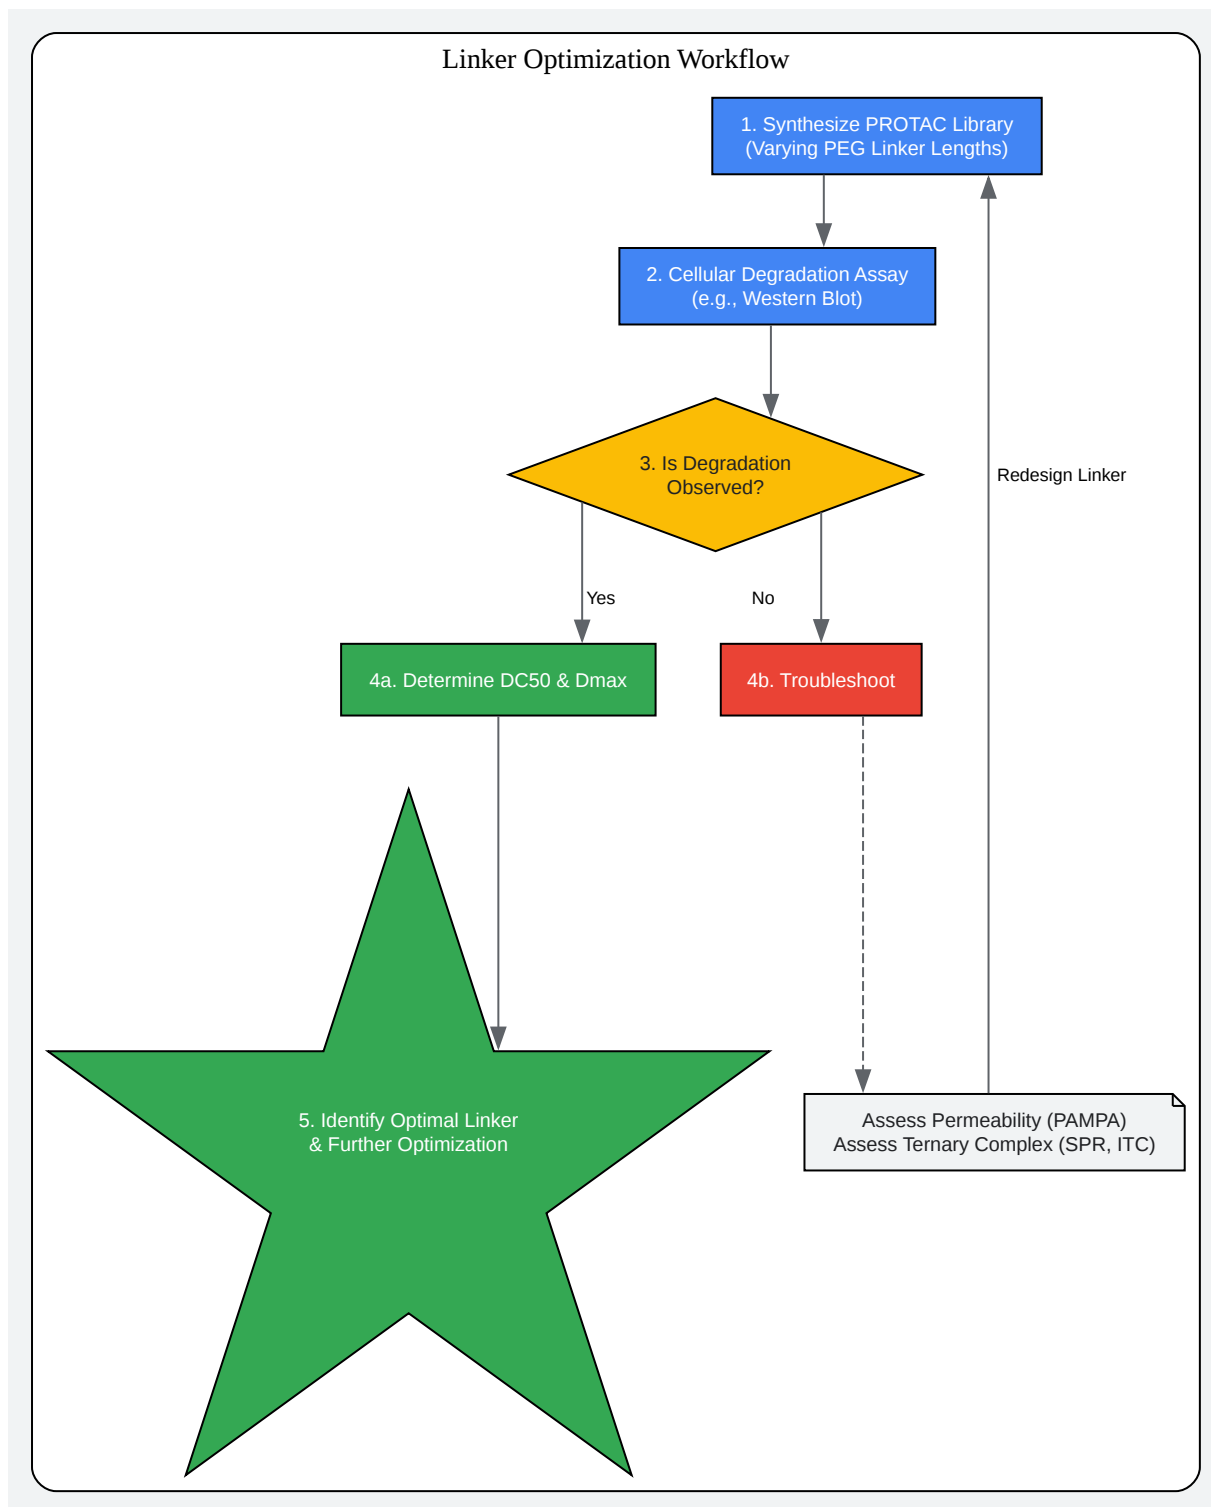 Linker Optimization Workflow
1. Synthesize PROTAC Library
(Varying PEG Linker Lengths)
2. Cellular Degradation Assay
(e.g., Western Blot)
3. Is Degradation
Observed?
Redesign Linker
Yes
No
4a. Determine DC50 & Dmax
4b. Troubleshoot
5. Identify Optimal Linker
& Further Optimization
Assess Permeability (PAMPA)
Assess Ternary Complex (SPR, ITC)